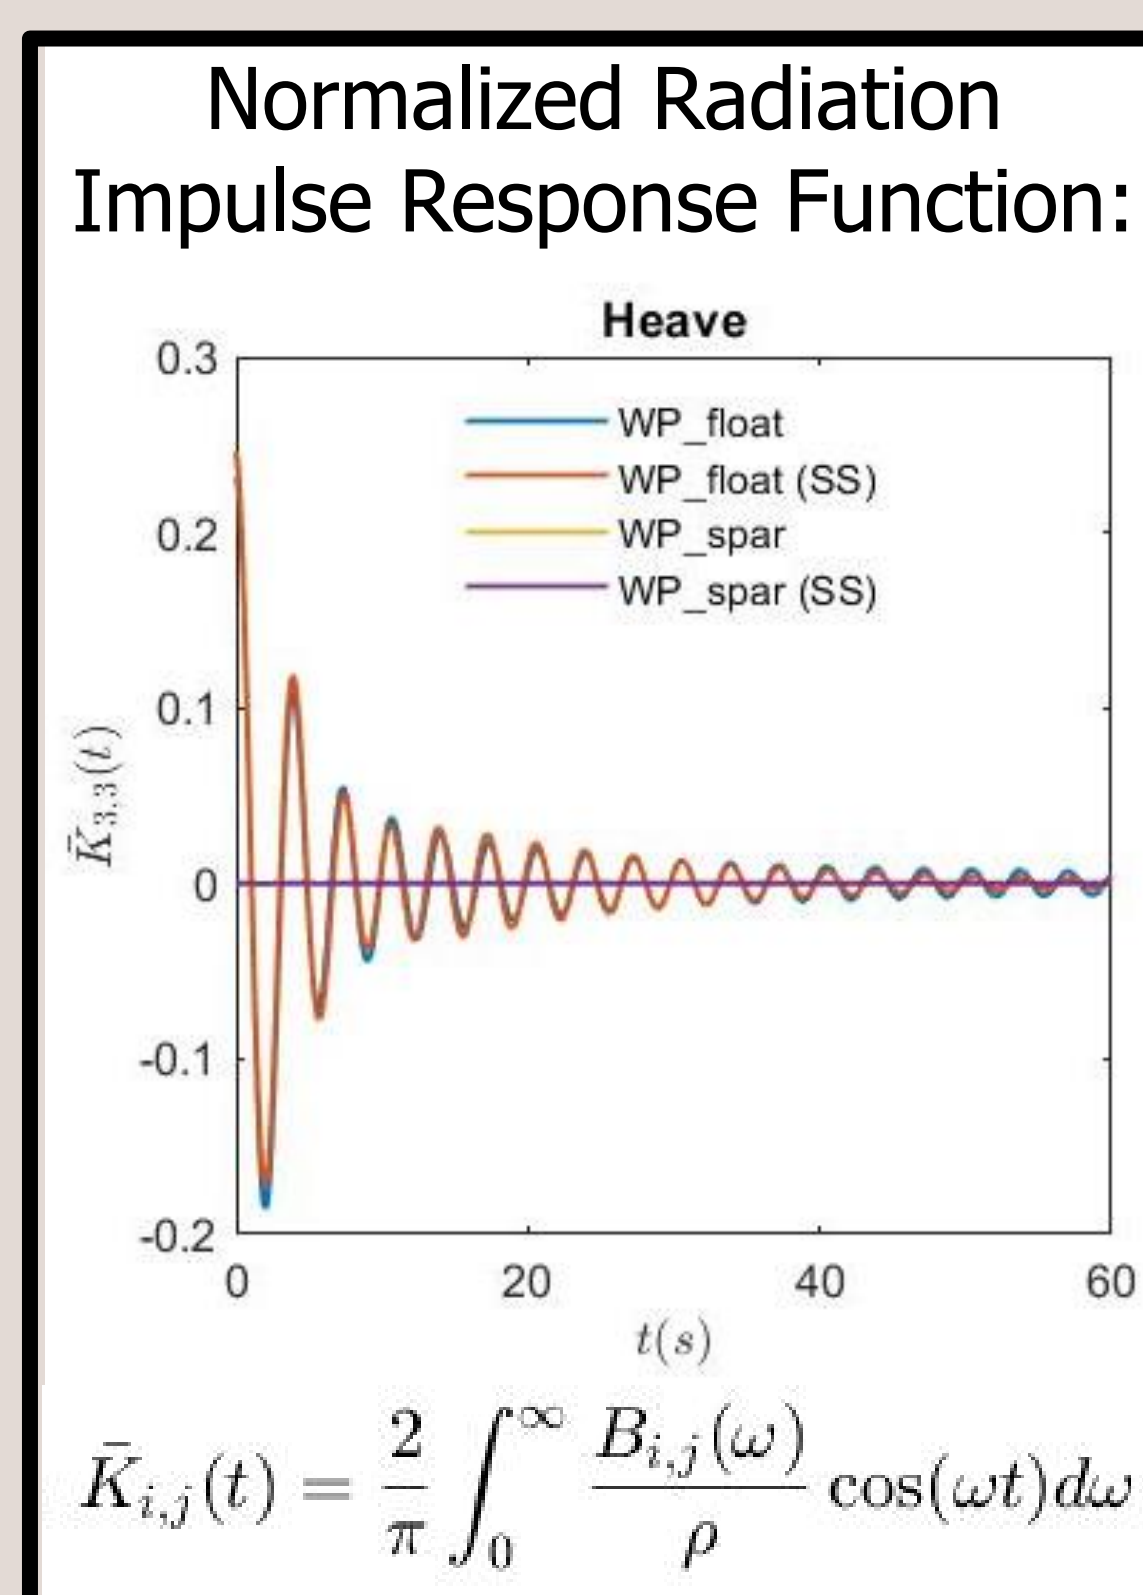 Normalized Radiation
Impulse Response Function:
Heave
0.3
0.2
0.1
0
-0.1
-0.2
WP_float
WP_float (SS)
WP_spar
WP_spar (SS)
K̄₃.₃(t)
0 20 40 60
t(s)
K̄ᵢ,ⱼ(t) = 2/π ∫₀^∞ Bᵢ,ⱼ(ω)/ρ cos(ωt)dω